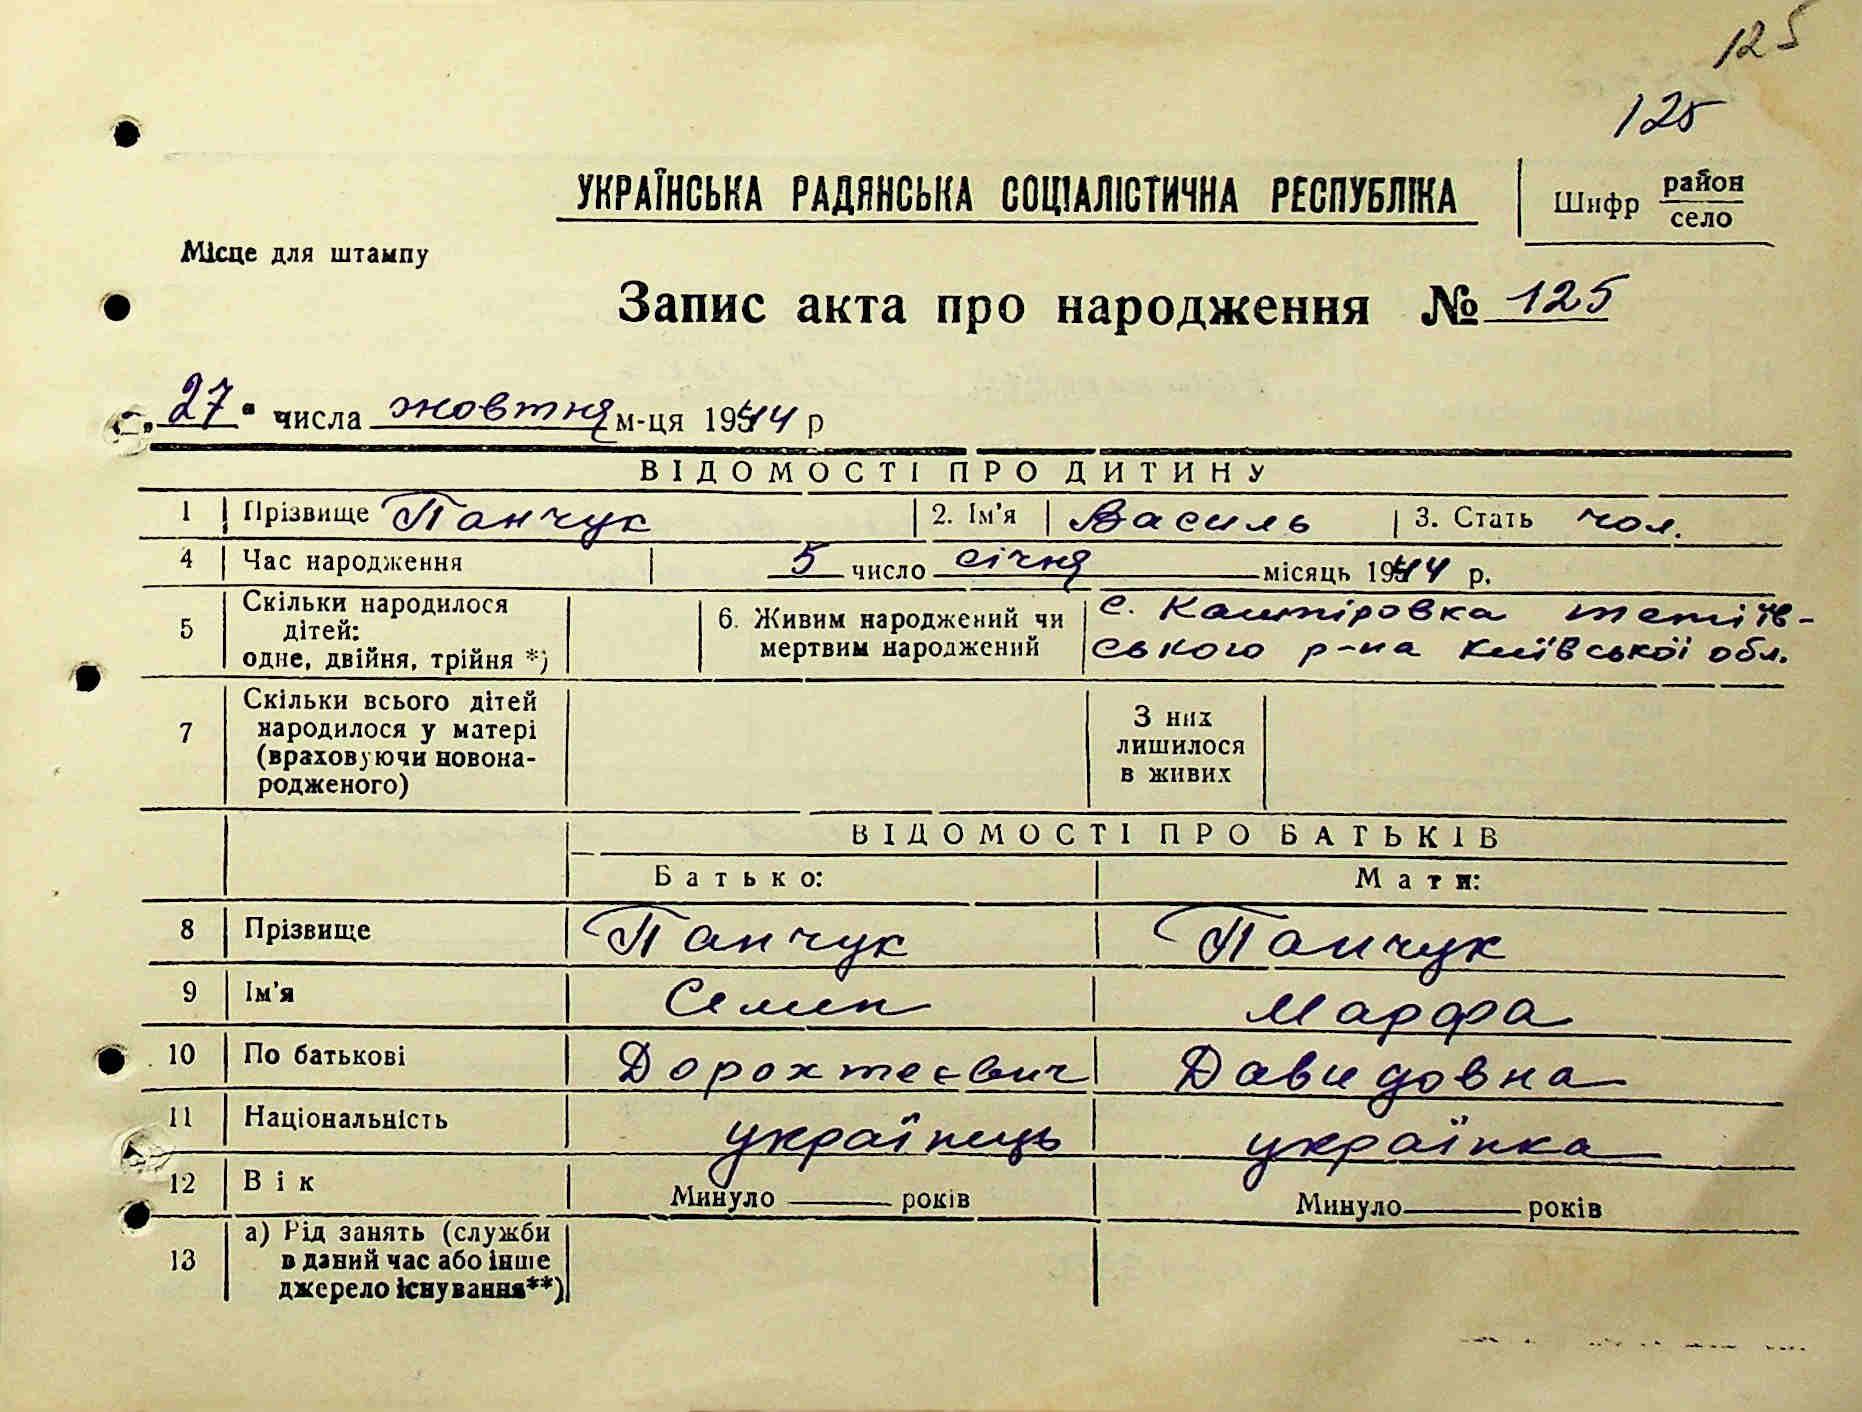 125
125
УКРАЇНСЬКА РАДЯНСЬКА СОЦІАЛІСТИЧНА РЕСПУБЛІКА
Шифр район
село
Місце для штампу
Запис акта про народження № 125
„27“ числа жовтня м-ця 1944 р
ВІДОМОСТІ ПРО ДИТИНУ
1 Прізвище Панчук 2. Ім'я Василь 3. Стать чол.
4 Час народження 5 число січня місяць 1944 р.
5 Скільки народилося дітей: одне, двійня, трійня *)
6. Живим народжений чи мертвим народжений
с. Кашпіровка тетіїв-
ського р-на Київської обл.
7 Скільки всього дітей народилося у матері (враховуючи новона-родженого)
З них лишилося в живих
ВІДОМОСТІ ПРО БАТЬКІВ
Батько: Мати:
8 Прізвище Панчук Панчук
9 Ім'я Семен Марфа
10 По батькові Дорохтеєвич Давидовна
11 Національність українець українка
12 Вік Минуло ——— років Минуло ——— років
13 а) Рід занять (служби
в даний час або інше
джерело існування**)